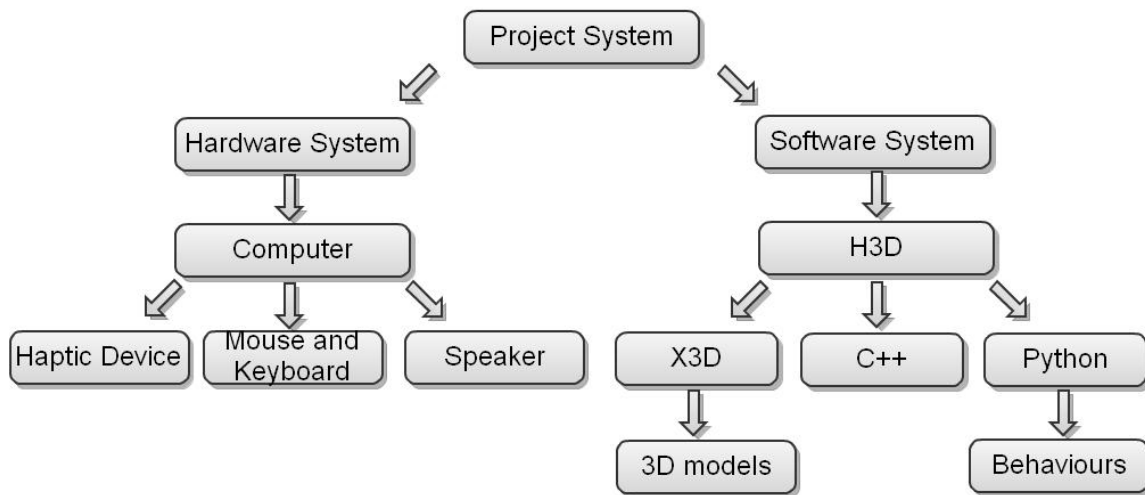 Project System
Hardware System
Software System
Computer
H3D
Haptic Device
Mouse and
Keyboard
Speaker
X3D
C++
Python
3D models
Behaviours